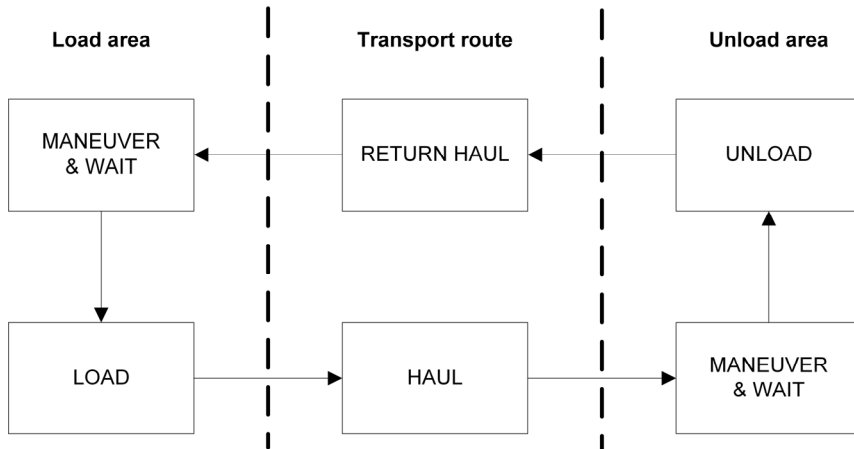 Load area
Transport route
Unload area
MANEUVER
& WAIT
RETURN HAUL
UNLOAD
LOAD
HAUL
MANEUVER
& WAIT